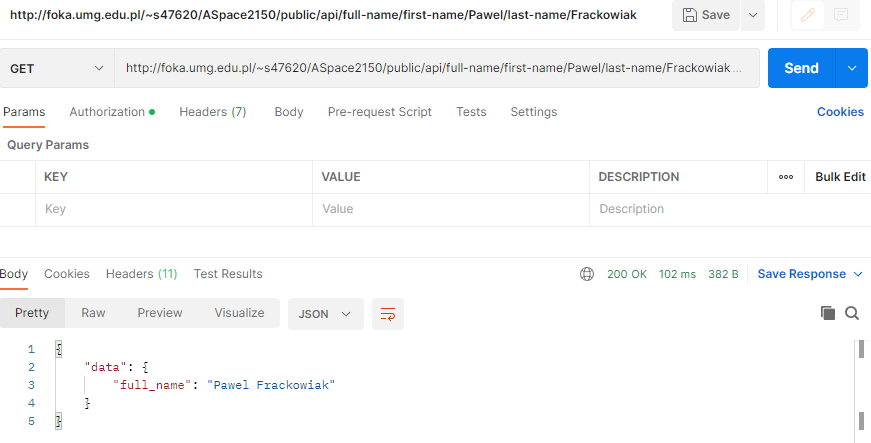 http://foka.umg.edu.pl/~s47620/ASpace2150/public/api/full-name/first-name/Pawel/last-name/Frackowiak Save
GET http://foka.umg.edu.pl/~s47620/ASpace2150/public/api/full-name/first-name/Pawel/last-name/Frackowiak ... Send
Params Authorization Headers (7) Body Pre-request Script Tests Settings Cookies
Query Params
KEY VALUE DESCRIPTION ooo Bulk Edit
Key Value Description
Body Cookies Headers (11) Test Results 200 OK 102 ms 382 B Save Response
Pretty Raw Preview Visualize JSON
1 {
2 "data": {
3 "full_name": "Pawel Frackowiak"
4 }
5 }